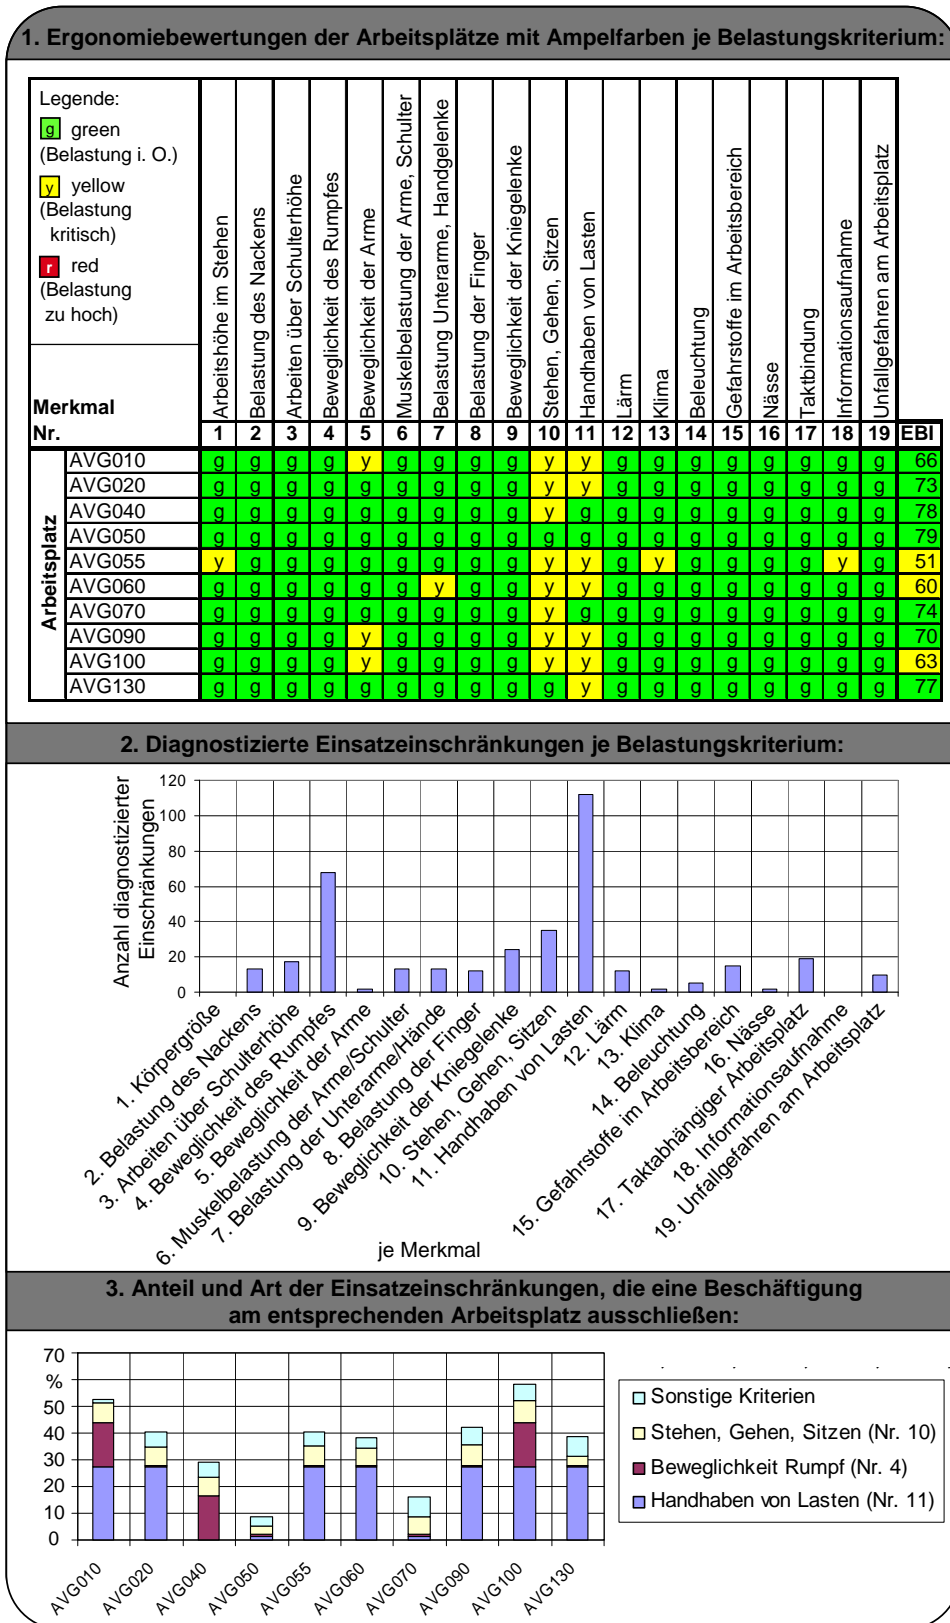 1. Ergonomiebewertungen der Arbeitsplätze mit Ampelfarben je Belastungskriterium:
Legende:
g green
(Belastung i. O.)
y yellow
(Belastung
kritisch)
r red
(Belastung
zu hoch)
Merkmal
Nr.
Arbeitshöhe im Stehen
Belastung des Nackens
Arbeiten über Schulterhöhe
Beweglichkeit des Rumpfes
Beweglichkeit der Arme
Muskelbelastung der Arme, Schulter
Belastung Unterarme, Handgelenke
Belastung der Finger
Beweglichkeit der Kniegelenke
Stehen, Gehen, Sitzen
Handhaben von Lasten
Lärm
Klima
Beleuchtung
Gefahrstoffe im Arbeitsbereich
Nässe
Taktbindung
Informationsaufnahme
Unfallgefahren am Arbeitsplatz
1 2 3 4 5 6 7 8 9 10 11 12 13 14 15 16 17 18 19 EBI
Arbeitsplatz
AVG010 g g g g y g g g g y y g g g g g g g g 66
AVG020 g g g g g g g g g y y g g g g g g g g 73
AVG040 g g g g g g g g g y g g g g g g g g g 78
AVG050 g g g g g g g g g g g g g g g g g g g 79
AVG055 y g g g g g g g g y y g y g g g g y g 51
AVG060 g g g g g g y g g y y g g g g g g g g 60
AVG070 g g g g g g g g g y g g g g g g g g g 74
AVG090 g g g g y g g g g y y g g g g g g g g 70
AVG100 g g g g y g g g g y y g g g g g g g g 63
AVG130 g g g g g g g g g g y g g g g g g g g 77
2. Diagnostizierte Einsatzeinschränkungen je Belastungskriterium:
Anzahl diagnostizierter
Einschränkungen
120
100
80
60
40
20
0
1. Körpergröße
2. Belastung des Nackens
3. Arbeiten über Schulterhöhe
4. Beweglichkeit des Rumpfes
5. Beweglichkeit der Arme
6. Muskelbelastung der Arme/Schulter
7. Belastung der Unterarme/Hände
8. Belastung der Finger
9. Beweglichkeit der Kniegelenke
10. Stehen, Gehen, Sitzen
11. Handhaben von Lasten
12. Lärm
13. Klima
14. Beleuchtung
15. Gefahrstoffe im Arbeitsbereich
16. Nässe
17. Taktabhängiger Arbeitsplatz
18. Informationsaufnahme
19. Unfallgefahren am Arbeitsplatz
je Merkmal
3. Anteil und Art der Einsatzeinschränkungen, die eine Beschäftigung
am entsprechenden Arbeitsplatz ausschließen:
70
%
50
40
30
20
10
0
AVG010
AVG020
AVG040
AVG050
AVG055
AVG060
AVG070
AVG090
AVG100
AVG130
Sonstige Kriterien
Stehen, Gehen, Sitzen (Nr. 10)
Beweglichkeit Rumpf (Nr. 4)
Handhaben von Lasten (Nr. 11)